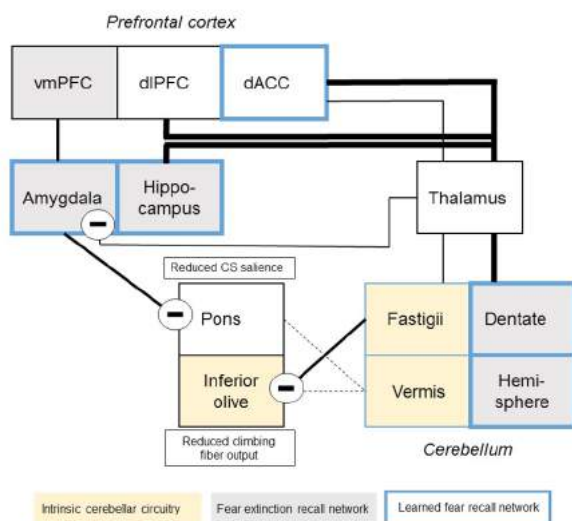 Prefrontal cortex
vmPFC
dlPFC
dACC
Amygdala
Hippo-
campus
Thalamus
Reduced CS salience
Pons
Fastigii
Dentate
Inferior
olive
Vermis
Hemi-
sphere
Reduced climbing
fiber output
Cerebellum
Intrinsic cerebellar circuitry
Fear extinction recall network
Learned fear recall network